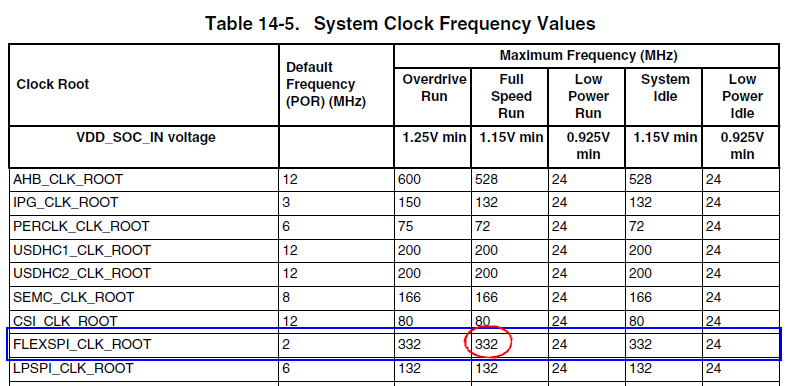 Table 14-5. System Clock Frequency Values
Clock Root Default Frequency (POR) (MHz) Maximum Frequency (MHz)
Overdrive Run Full Speed Run Low Power Run System Idle Low Power Idle
VDD_SOC_IN voltage 1.25V min 1.15V min 0.925V min 1.15V min 0.925V min
AHB_CLK_ROOT 12 600 528 24 528 24
IPG_CLK_ROOT 3 150 132 24 132 24
PERCLK_CLK_ROOT 6 75 72 24 72 24
USDHC1_CLK_ROOT 12 200 200 24 200 24
USDHC2_CLK_ROOT 12 200 200 24 200 24
SEMC_CLK_ROOT 8 166 166 24 166 24
CSI_CLK_ROOT 12 80 80 24 80 24
FLEXSPI_CLK_ROOT 2 332 332 24 332 24
LPSPI_CLK_ROOT 6 132 132 24 132 24